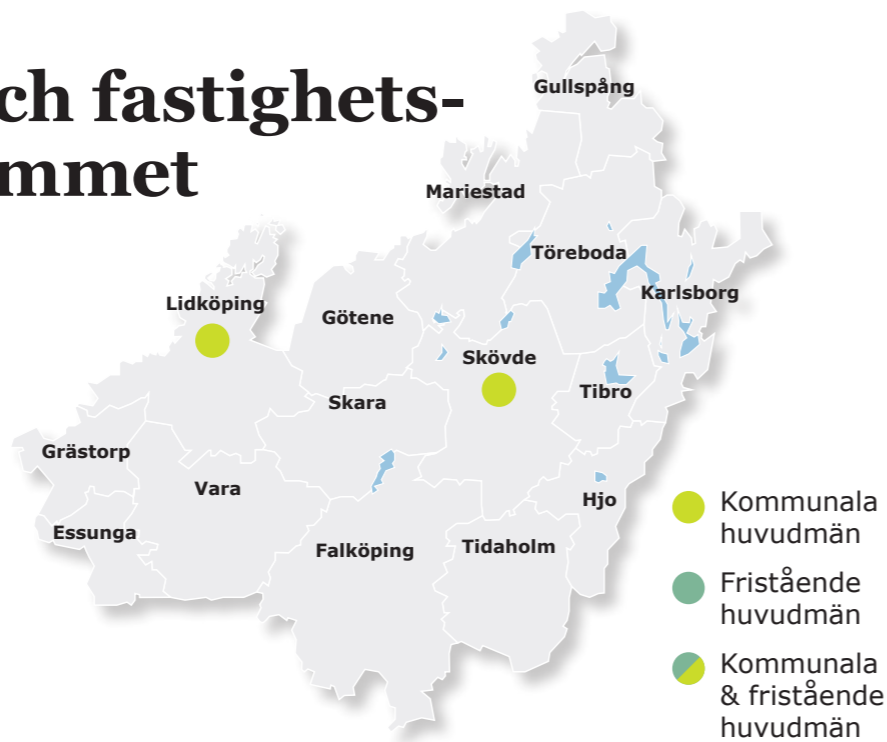 ch fastighets-
mmet
Gullspång
Mariestad
Töreboda
Karlsborg
Lidköping
Götene
Skövde
Tibro
Skara
Grästorp
Vara
Hjo
Essunga
Falköping
Tidaholm
Kommunala
huvudmän
Fristående
huvudmän
Kommunala
& fristående
huvudmän